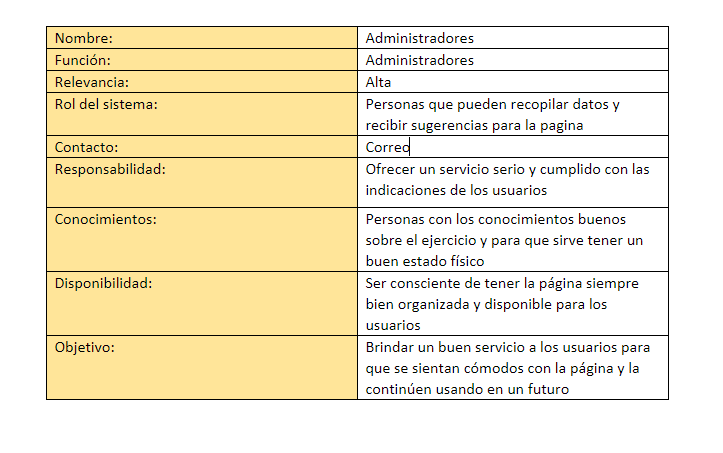 Nombre: Administradores
Función: Administradores
Relevancia: Alta
Rol del sistema: Personas que pueden recopilar datos y
recibir sugerencias para la pagina
Contacto: Correo
Responsabilidad: Ofrecer un servicio serio y cumplido con las
indicaciones de los usuarios
Conocimientos: Personas con los conocimientos buenos
sobre el ejercicio y para que sirve tener un
buen estado físico
Disponibilidad: Ser consciente de tener la página siempre
bien organizada y disponible para los
usuarios
Objetivo: Brindar un buen servicio a los usuarios para
que se sientan cómodos con la página y la
continúen usando en un futuro